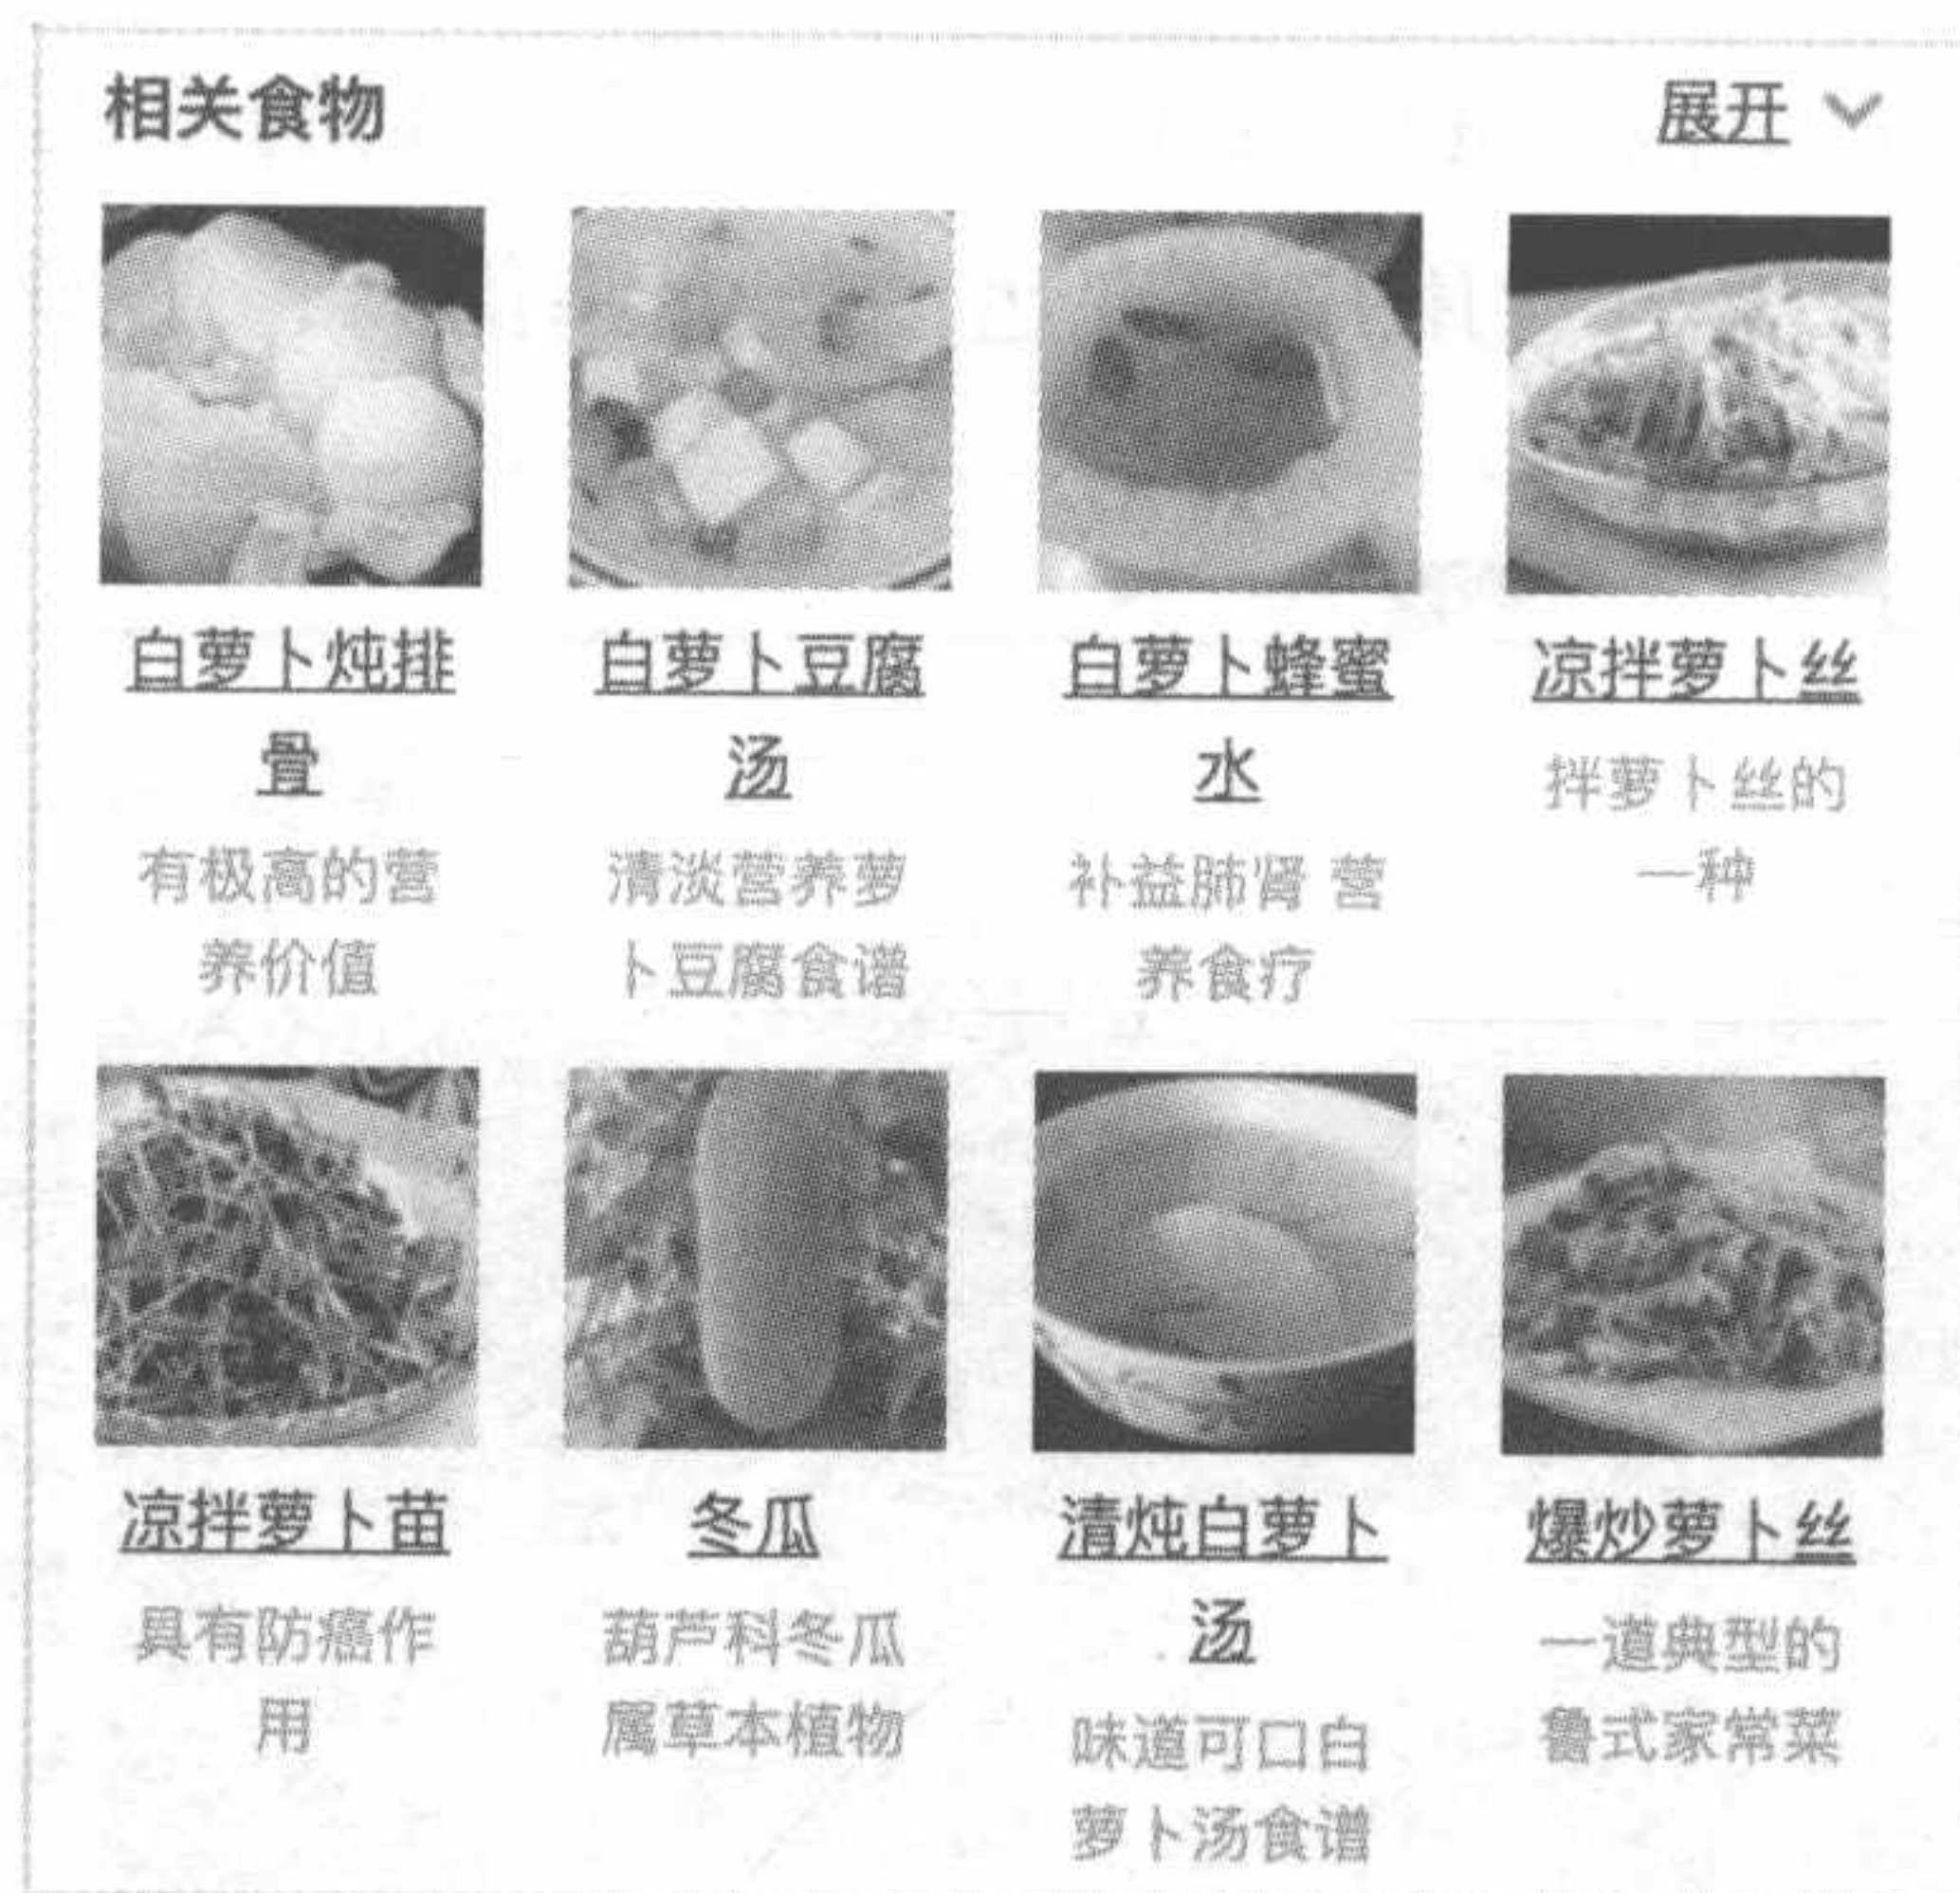 相关食物
展开
白萝卜炖排
骨
有极高的营
养价值
白萝卜豆腐
汤
清淡营养萝
卜豆腐食谱
白萝卜蜂蜜
水
补益肺肾 营
养食疗
凉拌萝卜丝
拌萝卜丝的
一种
凉拌萝卜苗
具有防癌作
用
冬瓜
葫芦科冬瓜
属草本植物
清炖白萝卜
汤
味道可口白
萝卜汤食谱
爆炒萝卜丝
一道典型的
鲁式家常菜